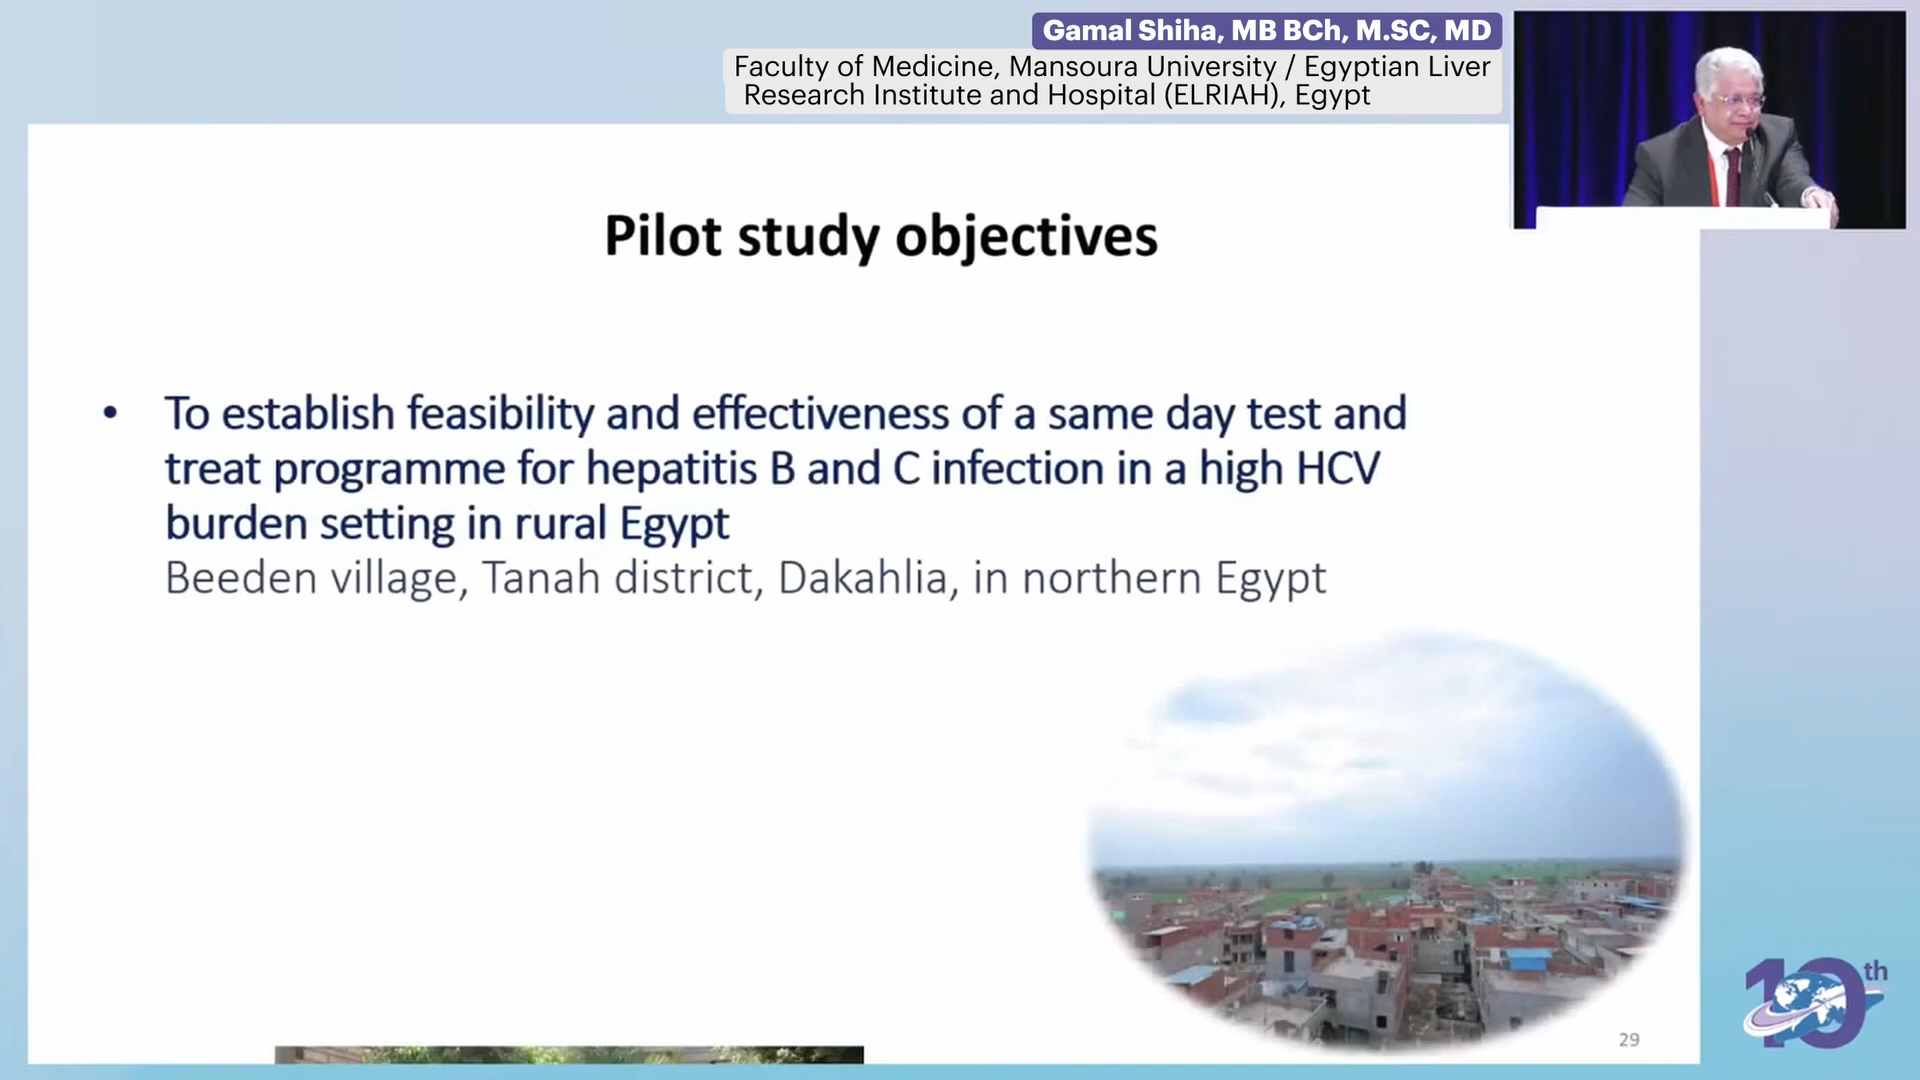 Gamal Shiha, MB BCh, M.SC, MD
Faculty of Medicine, Mansoura University / Egyptian Liver
Research Institute and Hospital (ELRIAH), Egypt
Pilot study objectives
• To establish feasibility and effectiveness of a same day test and
treat programme for hepatitis B and C infection in a high HCV
burden setting in rural Egypt
Beeden village, Tanah district, Dakahlia, in northern Egypt
29
10th